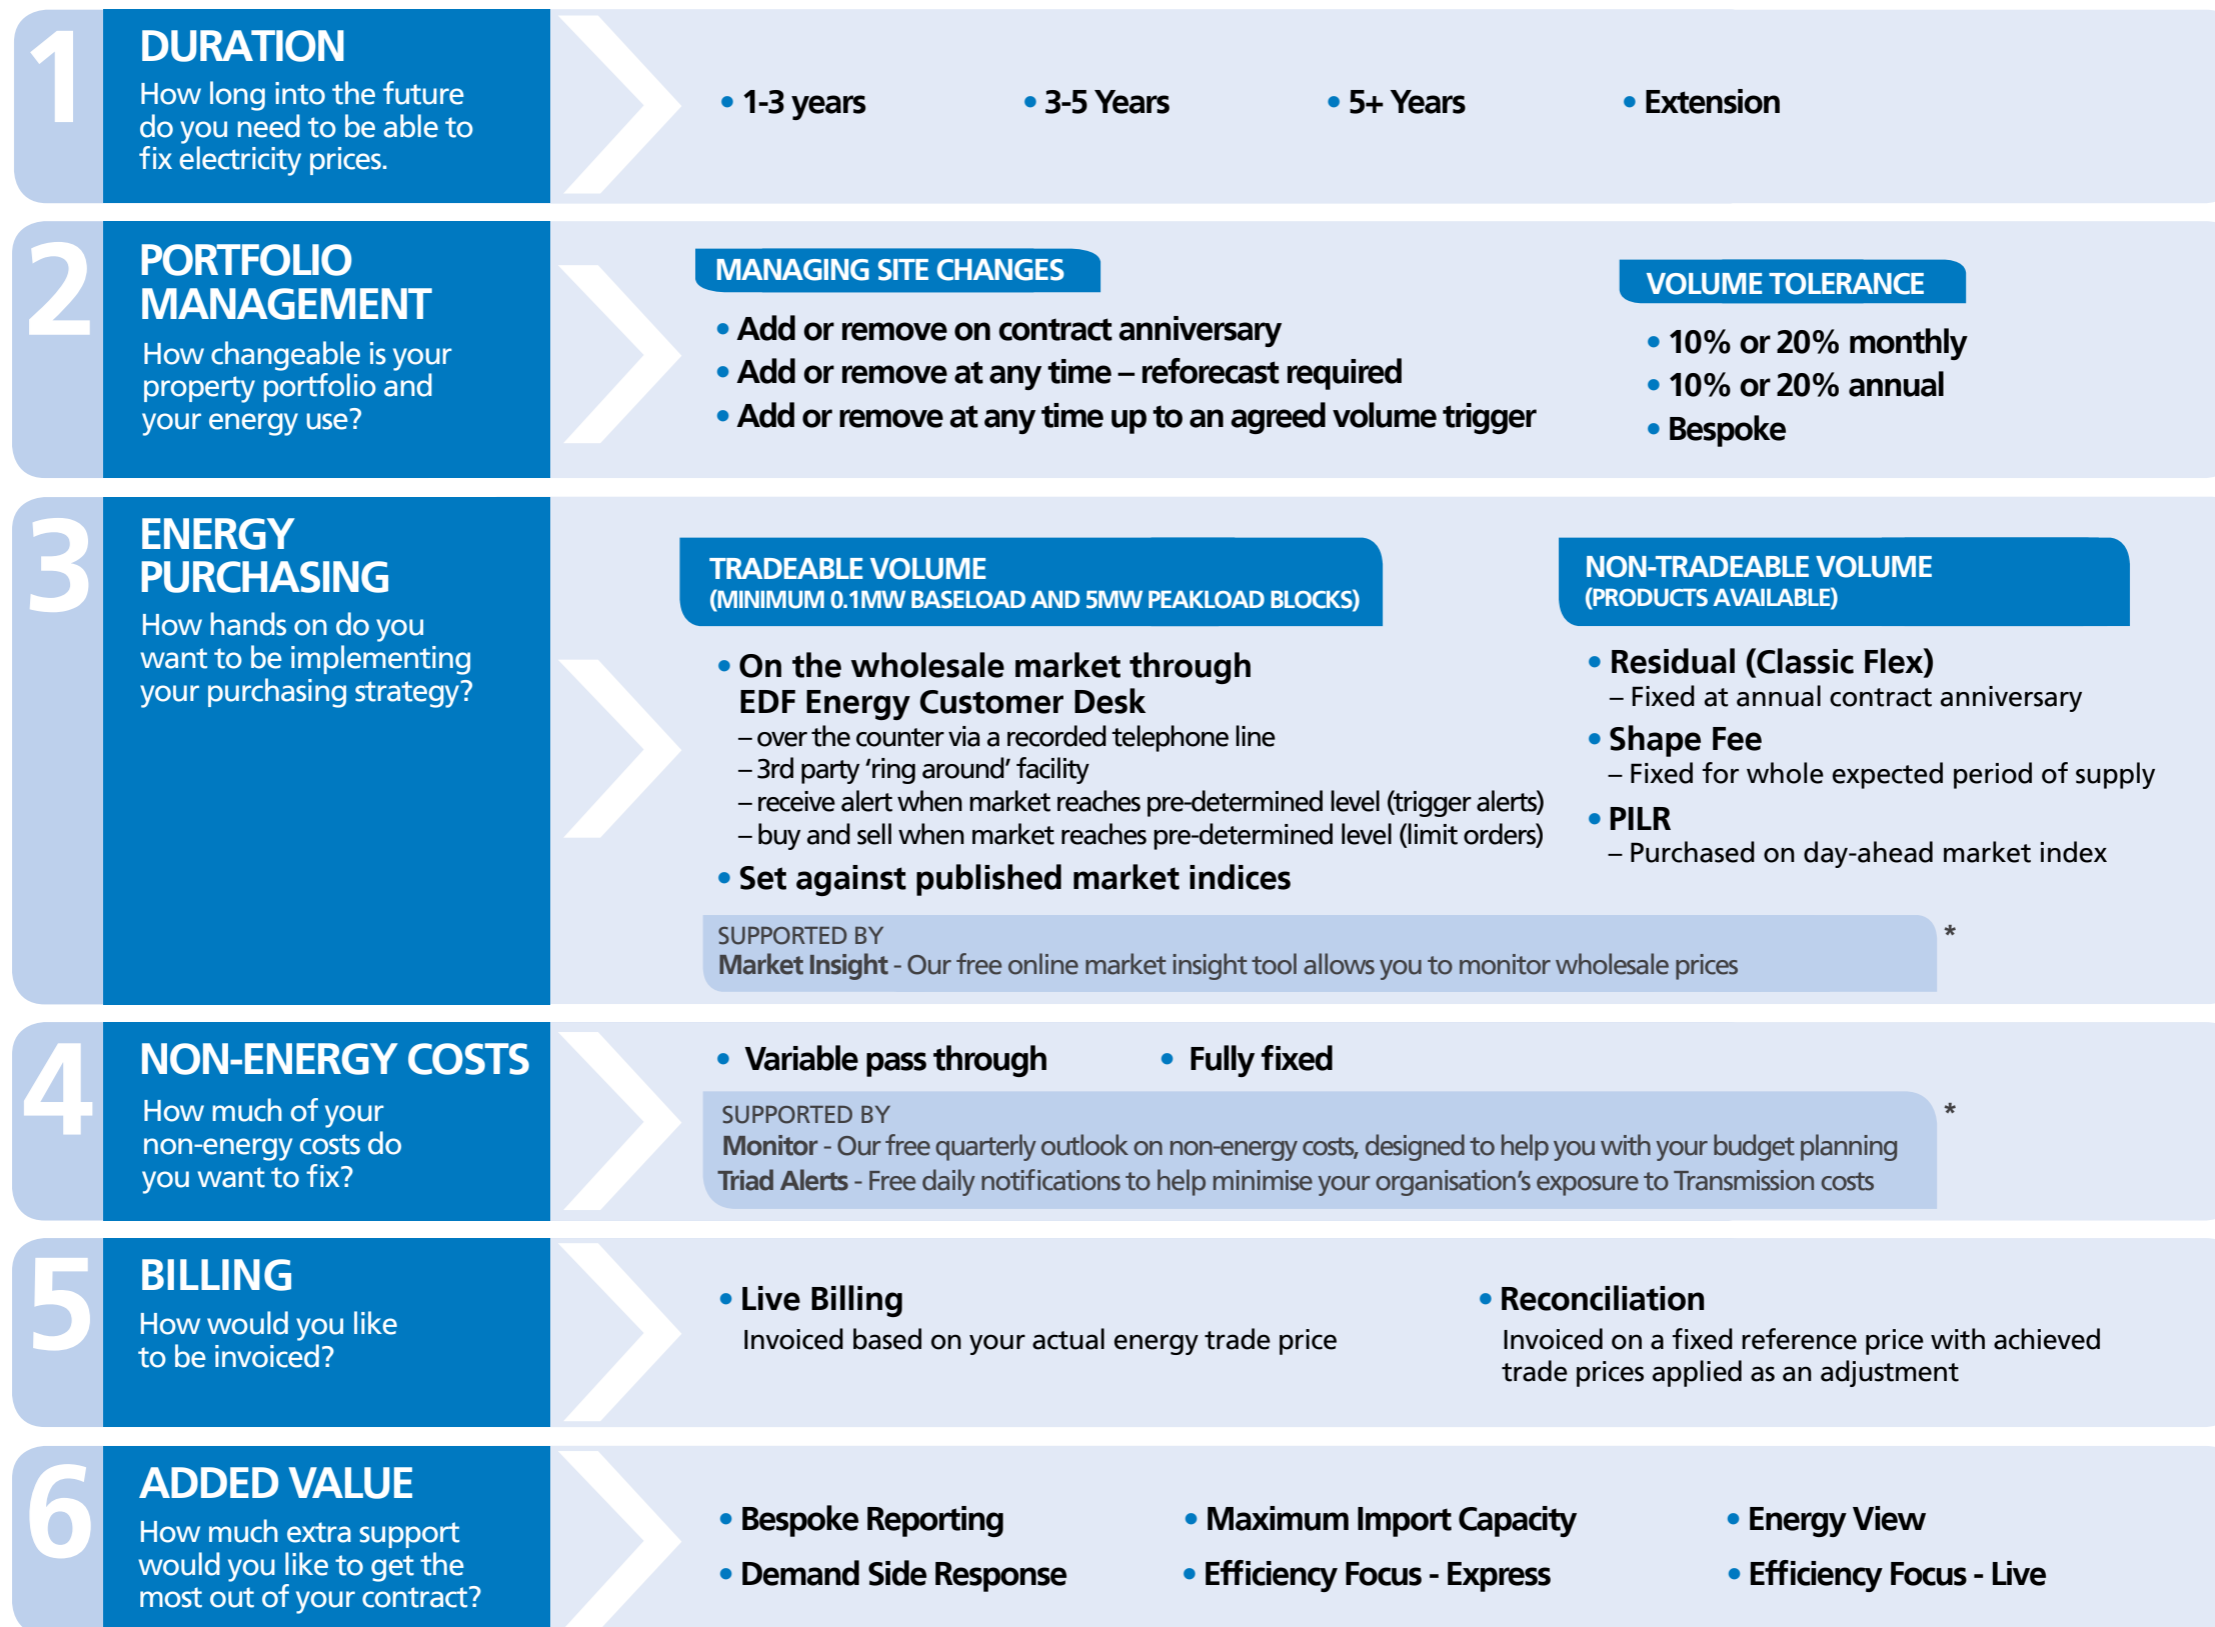 1
DURATION
How long into the future
do you need to be able to
fix electricity prices.
• 1-3 years
• 3-5 Years
• 5+ Years
• Extension
2
PORTFOLIO
MANAGEMENT
How changeable is your
property portfolio and
your energy use?
MANAGING SITE CHANGES
• Add or remove on contract anniversary
• Add or remove at any time – reforecast required
• Add or remove at any time up to an agreed volume trigger
VOLUME TOLERANCE
• 10% or 20% monthly
• 10% or 20% annual
• Bespoke
3
ENERGY
PURCHASING
How hands on do you
want to be implementing
your purchasing strategy?
TRADEABLE VOLUME
(MINIMUM 0.1MW BASELOAD AND 5MW PEAKLOAD BLOCKS)
• On the wholesale market through
EDF Energy Customer Desk
– over the counter via a recorded telephone line
– 3rd party ‘ring around’ facility
– receive alert when market reaches pre-determined level (trigger alerts)
– buy and sell when market reaches pre-determined level (limit orders)
• Set against published market indices
NON-TRADEABLE VOLUME
(PRODUCTS AVAILABLE)
• Residual (Classic Flex)
– Fixed at annual contract anniversary
• Shape Fee
– Fixed for whole expected period of supply
• PILR
– Purchased on day-ahead market index
SUPPORTED BY
Market Insight - Our free online market insight tool allows you to monitor wholesale prices
*
4
NON-ENERGY COSTS
How much of your
non-energy costs do
you want to fix?
• Variable pass through
• Fully fixed
SUPPORTED BY
Monitor - Our free quarterly outlook on non-energy costs, designed to help you with your budget planning
Triad Alerts - Free daily notifications to help minimise your organisation’s exposure to Transmission costs
*
5
BILLING
How would you like
to be invoiced?
• Live Billing
Invoiced based on your actual energy trade price
• Reconciliation
Invoiced on a fixed reference price with achieved
trade prices applied as an adjustment
6
ADDED VALUE
How much extra support
would you like to get the
most out of your contract?
• Bespoke Reporting
• Maximum Import Capacity
• Energy View
• Demand Side Response
• Efficiency Focus - Express
• Efficiency Focus - Live